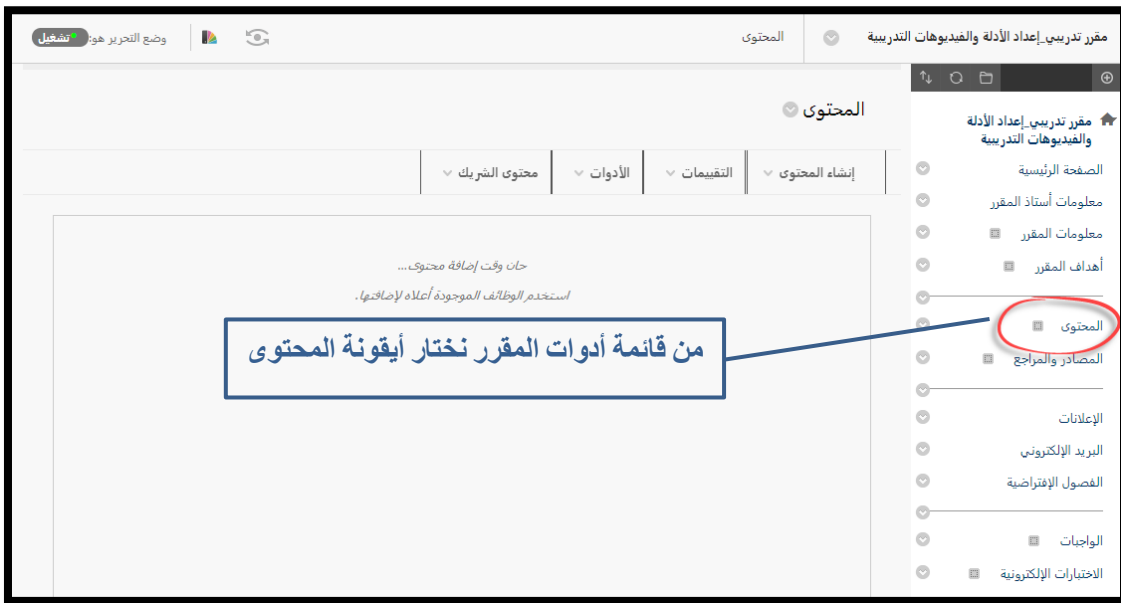 مقرر تدريبي_إعداد الأدلة والفيديوهات التدريبية
المحتوى
وضع التحرير هو: تشغيل
مقرر تدريبي_إعداد الأدلة
والفيديوهات التدريبية
الصفحة الرئيسية
معلومات أستاذ المقرر
معلومات المقرر
أهداف المقرر
المحتوى
المصادر والمراجع
الإعلانات
البريد الإلكتروني
الفصول الإفتراضية
الواجبات
الاختبارات الإلكترونية
المحتوى
إنشاء المحتوى
التقييمات
الأدوات
محتوى الشريك
حان وقت إضافة محتوى...
استخدم الوظائف الموجودة أعلاه لإضافتها.
من قائمة أدوات المقرر نختار أيقونة المحتوى